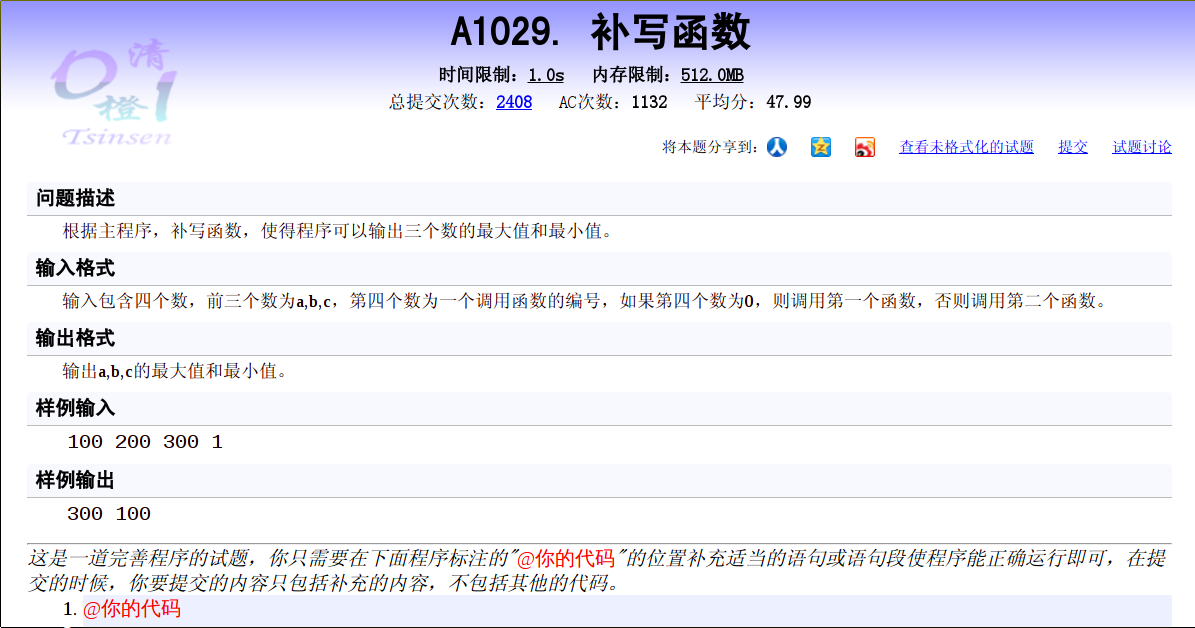 A1029. 补写函数
清
橙
Tsinsen
时间限制：1.0s 内存限制：512.0MB
总提交次数：2408 AC次数：1132 平均分：47.99
将本题分享到： 查看未格式化的试题 提交 试题讨论
问题描述
根据主程序，补写函数，使得程序可以输出三个数的最大值和最小值。
输入格式
输入包含四个数，前三个数为a,b,c，第四个数为一个调用函数的编号，如果第四个数为0，则调用第一个函数，否则调用第二个函数。
输出格式
输出a,b,c的最大值和最小值。
样例输入
100 200 300 1
样例输出
300 100
这是一道完善程序的试题，你只需要在下面程序标注的"@你的代码"的位置补充适当的语句或语句段使程序能正确运行即可，在提
交的时候，你要提交的内容只包括补充的内容，不包括其他的代码。
1. @你的代码